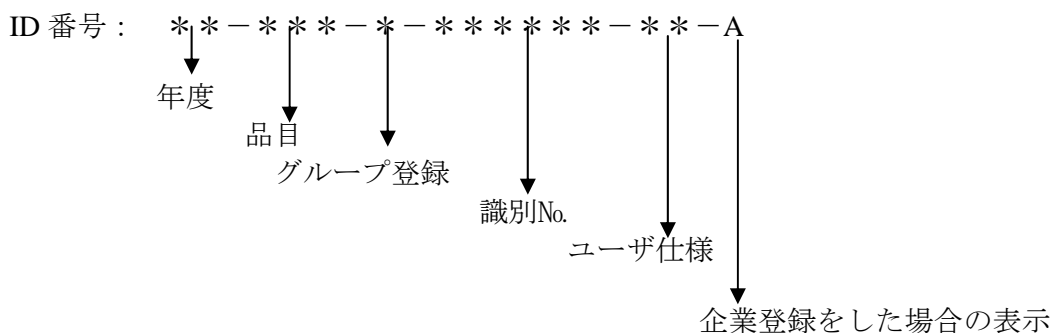 ID 番号： ＊＊－＊＊＊－＊－＊＊＊＊＊＊－＊＊－A
年度
品目
グループ登録
識別№.
ユーザ仕様
企業登録をした場合の表示